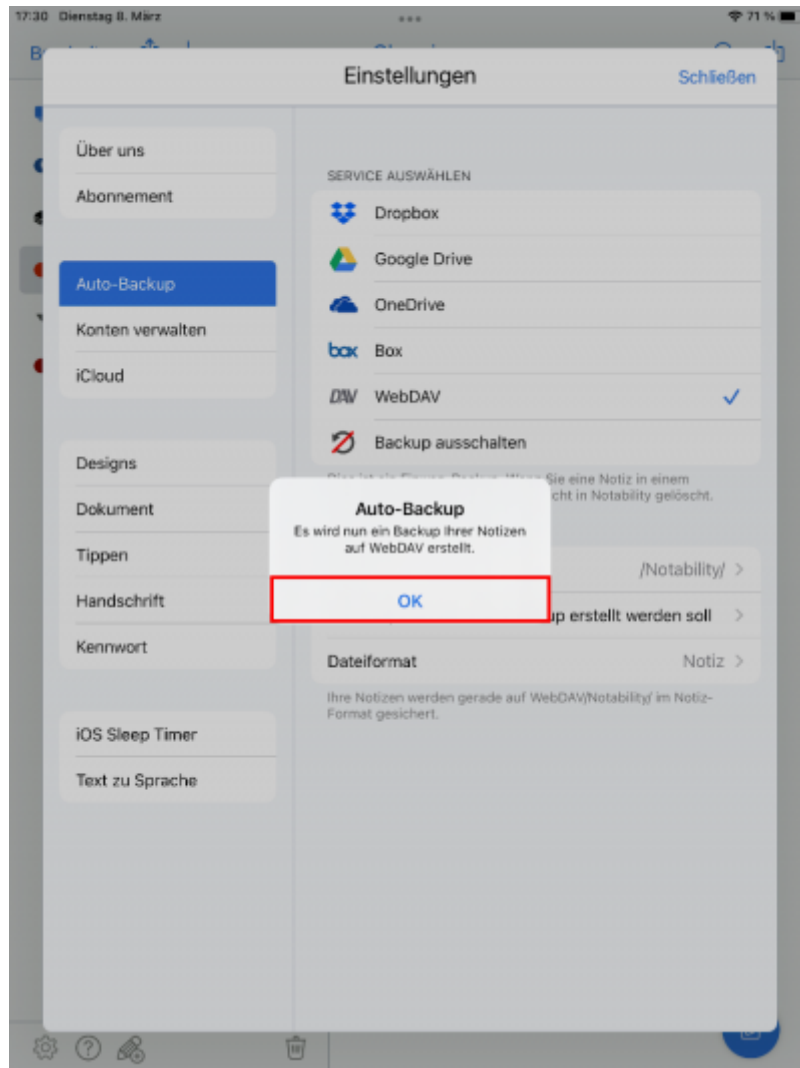 17:30 Dienstag 8. März
71 %
Einstellungen
Schließen
Über uns
Abonnement
Auto-Backup
Konten verwalten
iCloud
Designs
Dokument
Tippen
Handschrift
Kennwort
iOS Sleep Timer
Text zu Sprache
SERVICE AUSWÄHLEN
Dropbox
Google Drive
OneDrive
box Box
DAV WebDAV
Backup ausschalten
Sie eine Notiz in einem
in Notability gelöscht.
Auto-Backup
Es wird nun ein Backup Ihrer Notizen
auf WebDAV erstellt.
OK
/Notability/
erstellt werden soll
Dateiformat
Notiz
Ihre Notizen werden gerade auf WebDAV/Notability/ im Notiz-
Format gesichert.